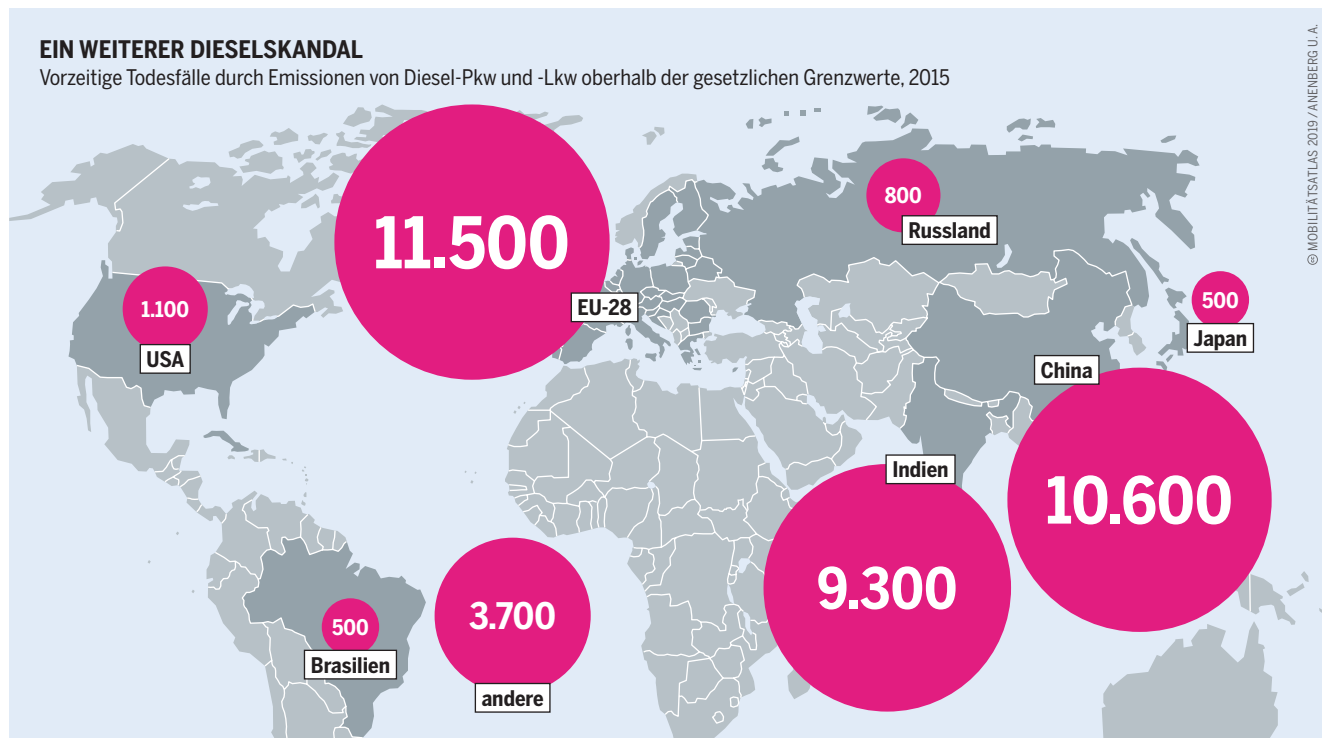 EIN WEITERER DIESELSKANDAL
Vorzeitige Todesfälle durch Emissionen von Diesel-Pkw und -Lkw oberhalb der gesetzlichen Grenzwerte, 2015
11.500
EU-28
800
Russland
1.100
USA
500
Japan
China
10.600
Indien
9.300
3.700
andere
500
Brasilien
MOBILITÄTSATLAS 2019 / ANENBERG U. A.